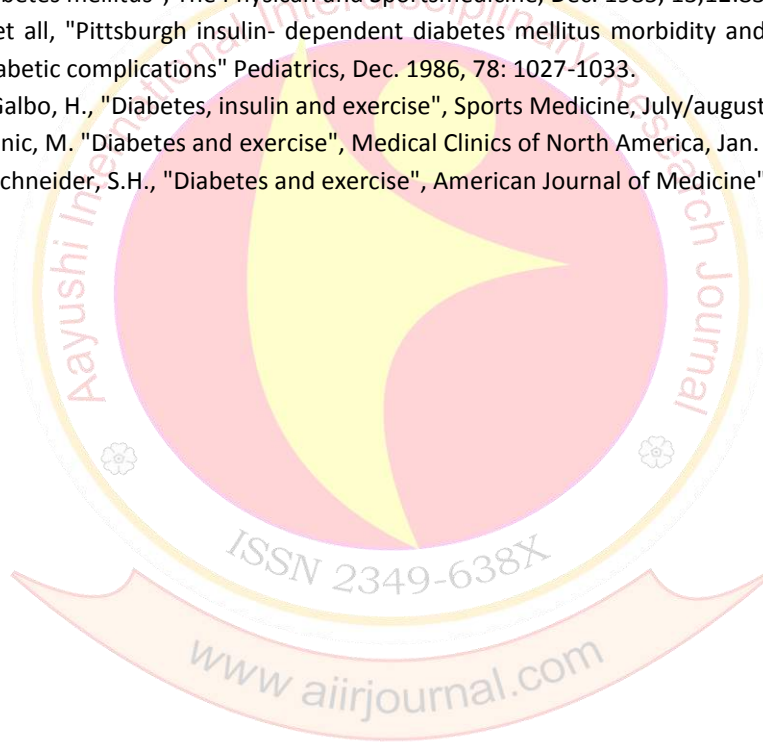 betes mellitus", The Physican and Sportsmedicine, Dec. 1985, 13,12:83
et all, "Pittsburgh insulin- dependent diabetes mellitus morbidity and
abetic complications" Pediatrics, Dec. 1986, 78: 1027-1033.
Galbo, H., "Diabetes, insulin and exercise", Sports Medicine, July/august
nic, M. "Diabetes and exercise", Medical Clinics of North America, Jan.
chneider, S.H., "Diabetes and exercise", American Journal of Medicine"
Aayushi International Interdisciplinary Research Journal
ISSN 2349-638X
www aiirjournal.com